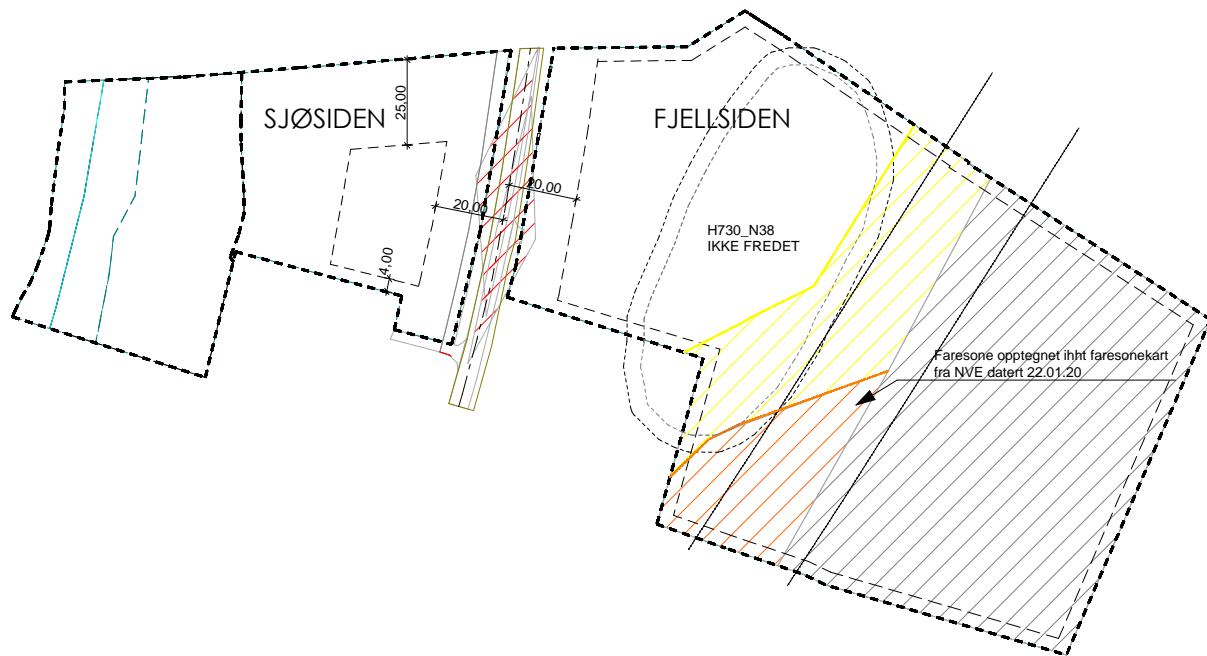 SJØSIDEN
FJELLSIDEN
25,00
20,00
20,00
4,00
H730_N38
IKKE FREDET
Faresone opptegnet ihht faresonekart
fra NVE datert 22.01.20